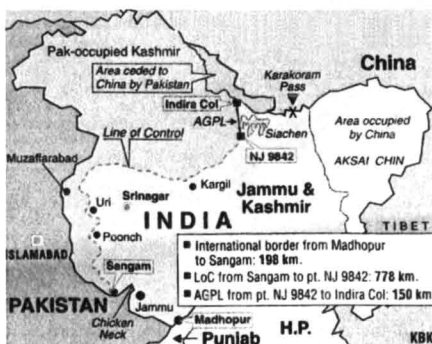 Pak-occupied Kashmir
China
Area ceded to
China by Pakistan
Karakoram
Pass
Indira Col
AGPL
Siachen
Area occupied
by China
AKSAI CHIN
Line of Control
NJ 9842
Muzaffarabad
Kargil
Jammu &
Kashmir
Uri
Srinagar
INDIA
Poonch
TIBET
ISLAMABAD
Sangam
International border from Madhopur
to Sangam: 198 km.
LoC from Sangam to pt. NJ 9842: 778 km.
AGPL from pt. NJ 9842 to Indira Col: 150 km
PAKISTAN
Chicken
Neck
Jammu
Madhopur
Punjab
H.P.
KBK